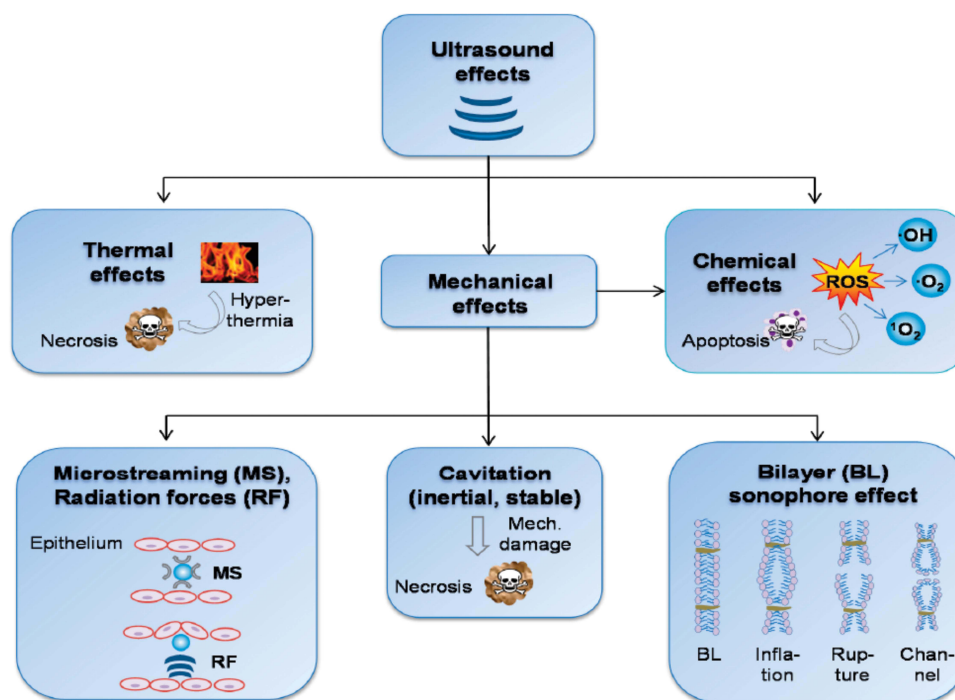 Ultrasound
effects
Thermal
effects
Hyper-
thermia
Necrosis
Mechanical
effects
Chemical
effects
ROS
·OH
·O₂
¹O₂
Apoptosis
Microstreaming (MS),
Radiation forces (RF)
Epithelium
MS
RF
Cavitation
(inertial, stable)
Mech.
damage
Necrosis
Bilayer (BL)
sonophore effect
BL
Infla-
tion
Rup-
ture
Chan-
nel